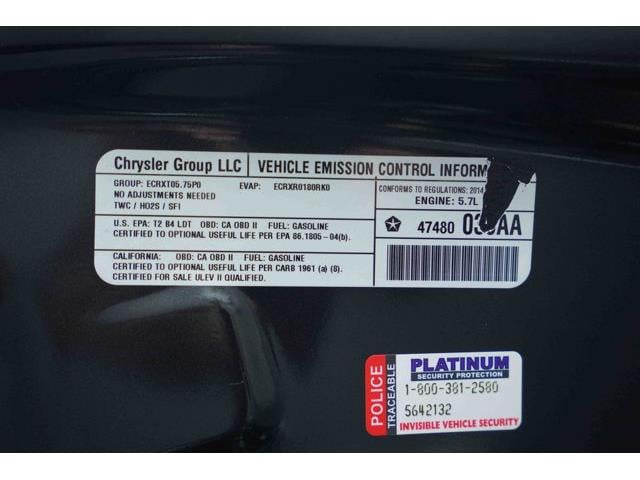 Chrysler Group LLC
VEHICLE EMISSION CONTROL
GROUP: ECRXT05.75P0 EVAP: ECRXR0180RK0
NO ADJUSTMENTS NEEDED
TWC / HO2S / SFI
CONFORMS TO REGULATIONS: 2014
ENGINE: 5.7L
U.S. EPA: T2 B4 LDT OBD: CA OBD II FUEL: GASOLINE
CERTIFIED TO OPTIONAL USEFUL LIFE PER EPA 86.1805-04(b).
47480
CALIFORNIA: OBD: CA OBD II FUEL: GASOLINE
CERTIFIED TO OPTIONAL USEFUL LIFE PER CARB 1961 (a) (8).
CERTIFIED FOR SALE ULEV II QUALIFIED.
POLICE
TRACEABLE
PLATINUM
SECURITY PROTECTION
1-800-381-2580
5642132
INVISIBLE VEHICLE SECURITY